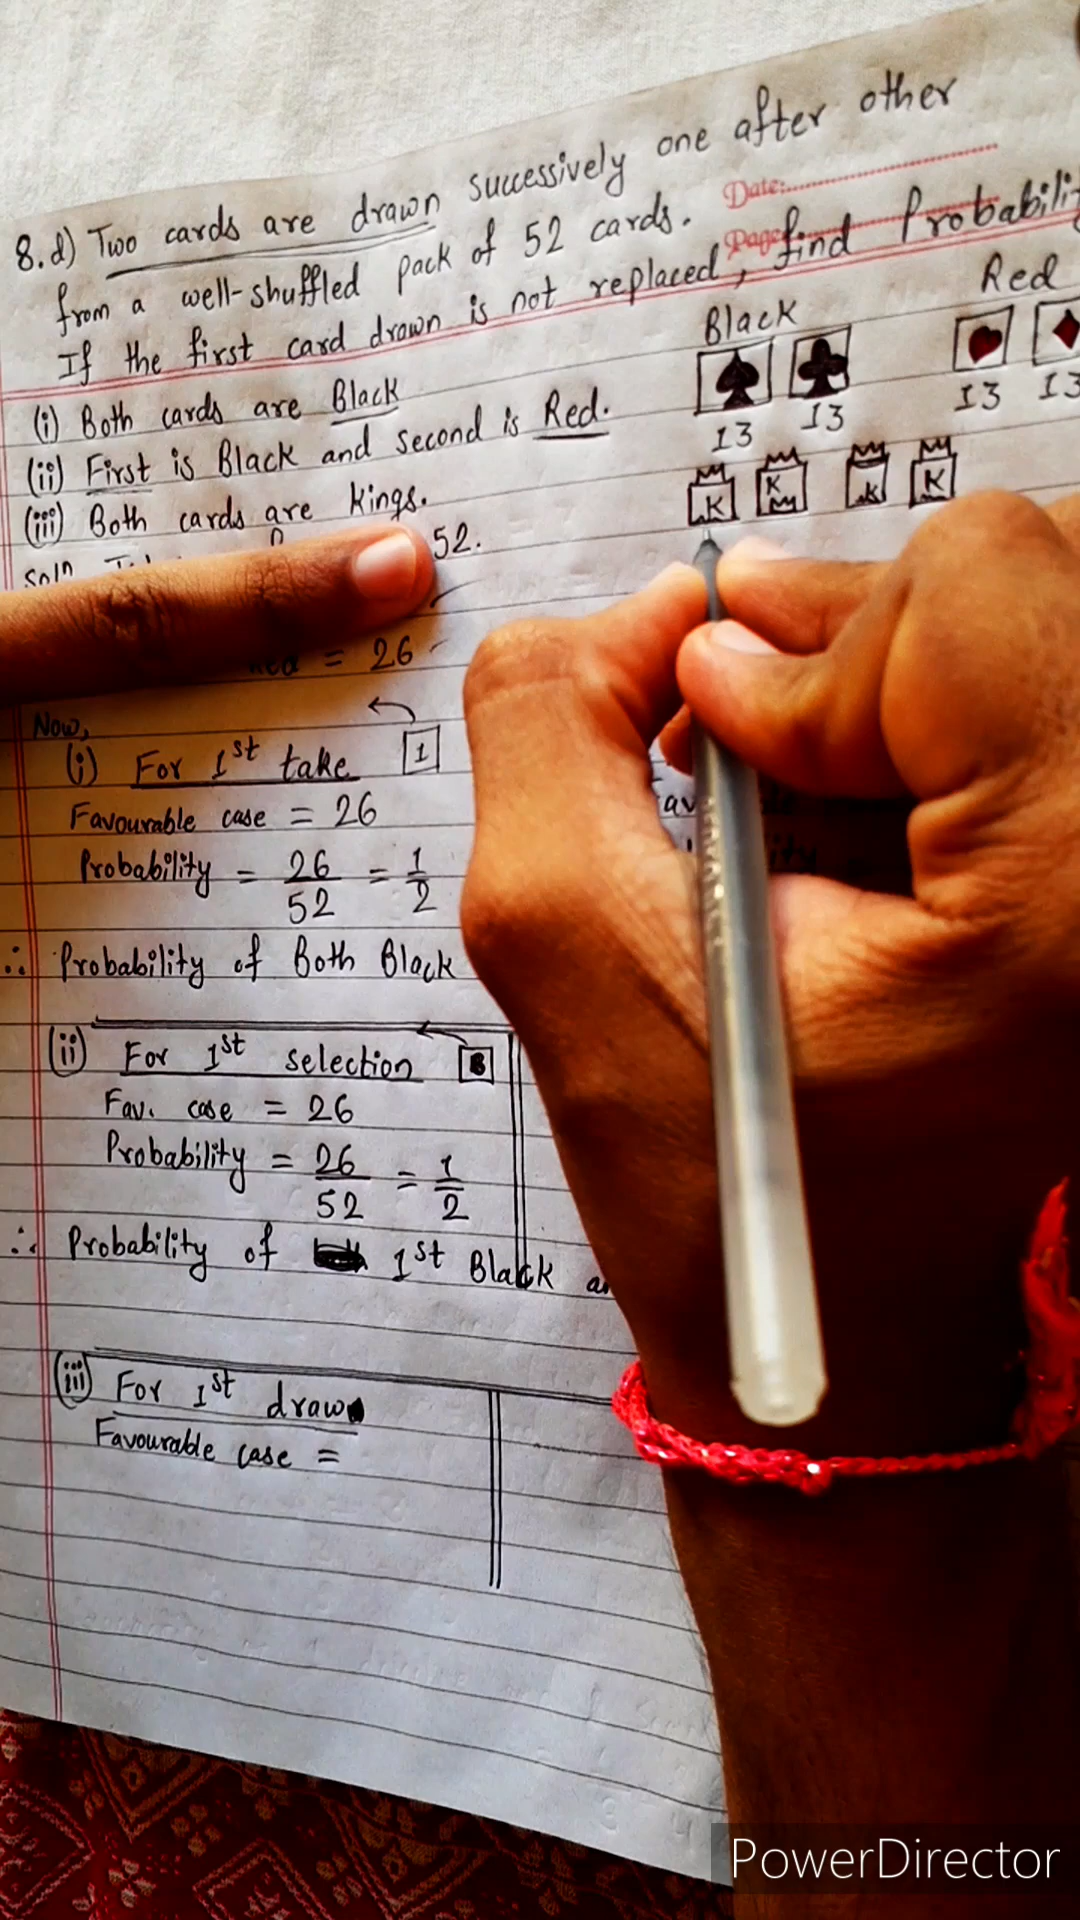 8.d) Two cards are drawn successively one after other
Date:
from a well-shuffled pack of 52 cards.
Page:
If the first card drawn is not replaced, find Probabili
Black Red
13 13 13 13
(i) Both cards are Black
(ii) First is Black and second is Red.
K K K K
(iii) Both cards are kings.
Soln 52.
= 26
Now,
(i) For 1st take 1
Favourable case = 26
Probability = 26/52 = 1/2
∴ Probability of Both Black
(ii) For 1st selection B
Fav. case = 26
Probability = 26/52 = 1/2
∴ Probability of 1st Black
(iii) For 1st draw
Favourable case =
PowerDirector